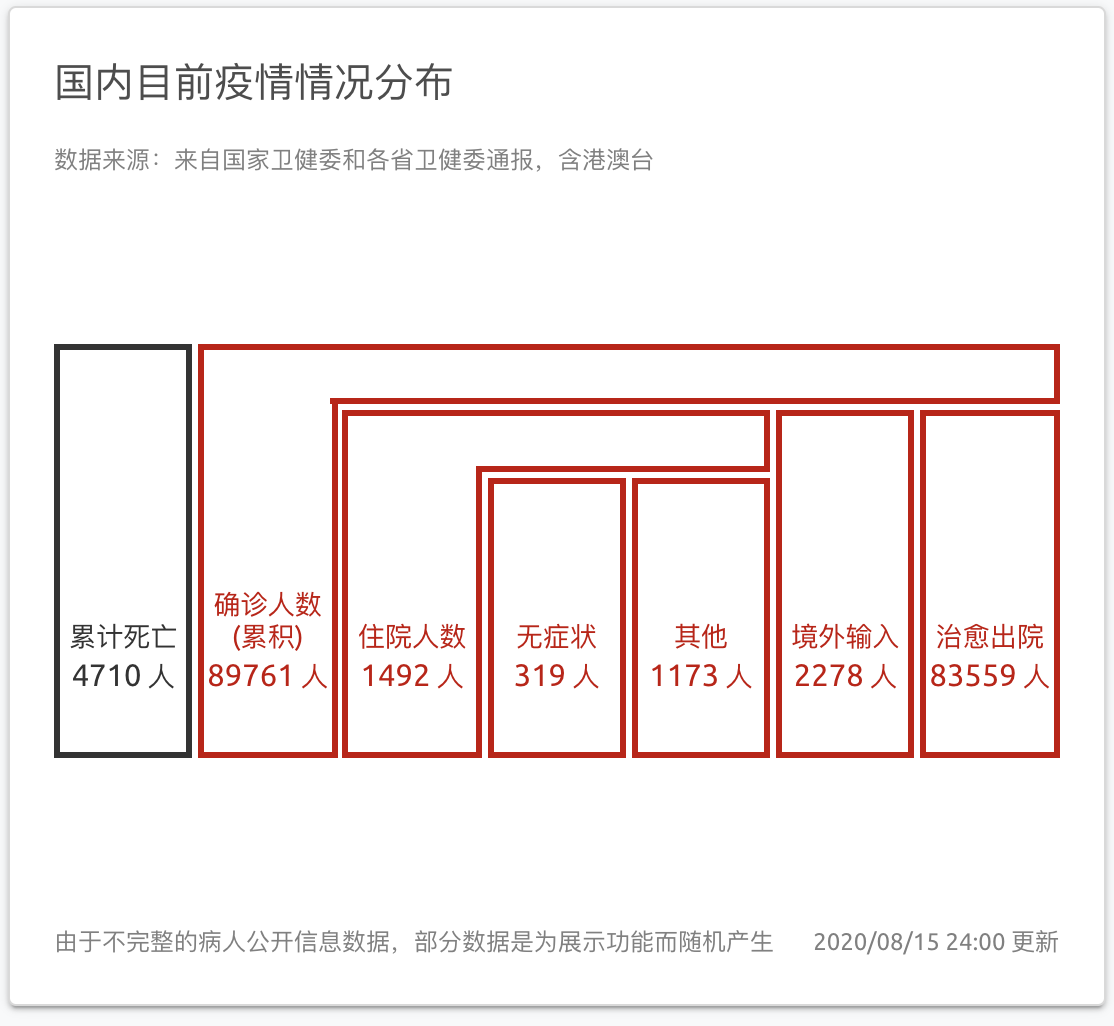 国内目前疫情情况分布
数据来源：来自国家卫健委和各省卫健委通报，含港澳台
累计死亡
4710 人
确诊人数
(累积)
89761 人
住院人数
1492 人
无症状
319 人
其他
1173 人
境外输入
2278 人
治愈出院
83559 人
由于不完整的病人公开信息数据，部分数据是为展示功能而随机产生
2020/08/15 24:00 更新